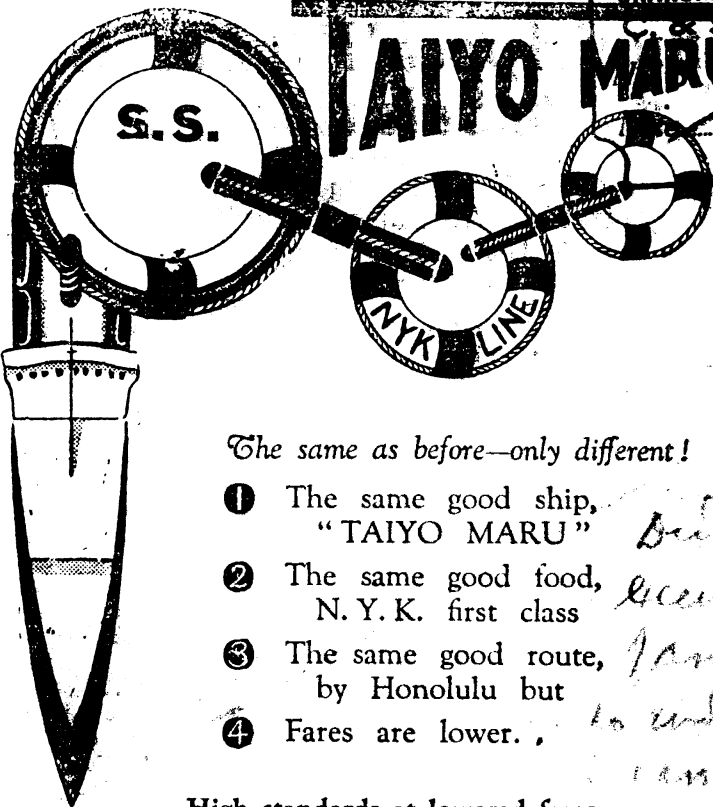 S.S.
TAIYO MARU
NYK LINE
The same as before—only different!
1 The same good ship,
“TAIYO MARU”
2 The same good food,
N. Y. K. first class
3 The same good route,
by Honolulu but
4 Fares are lower.
High standards at lowered fares